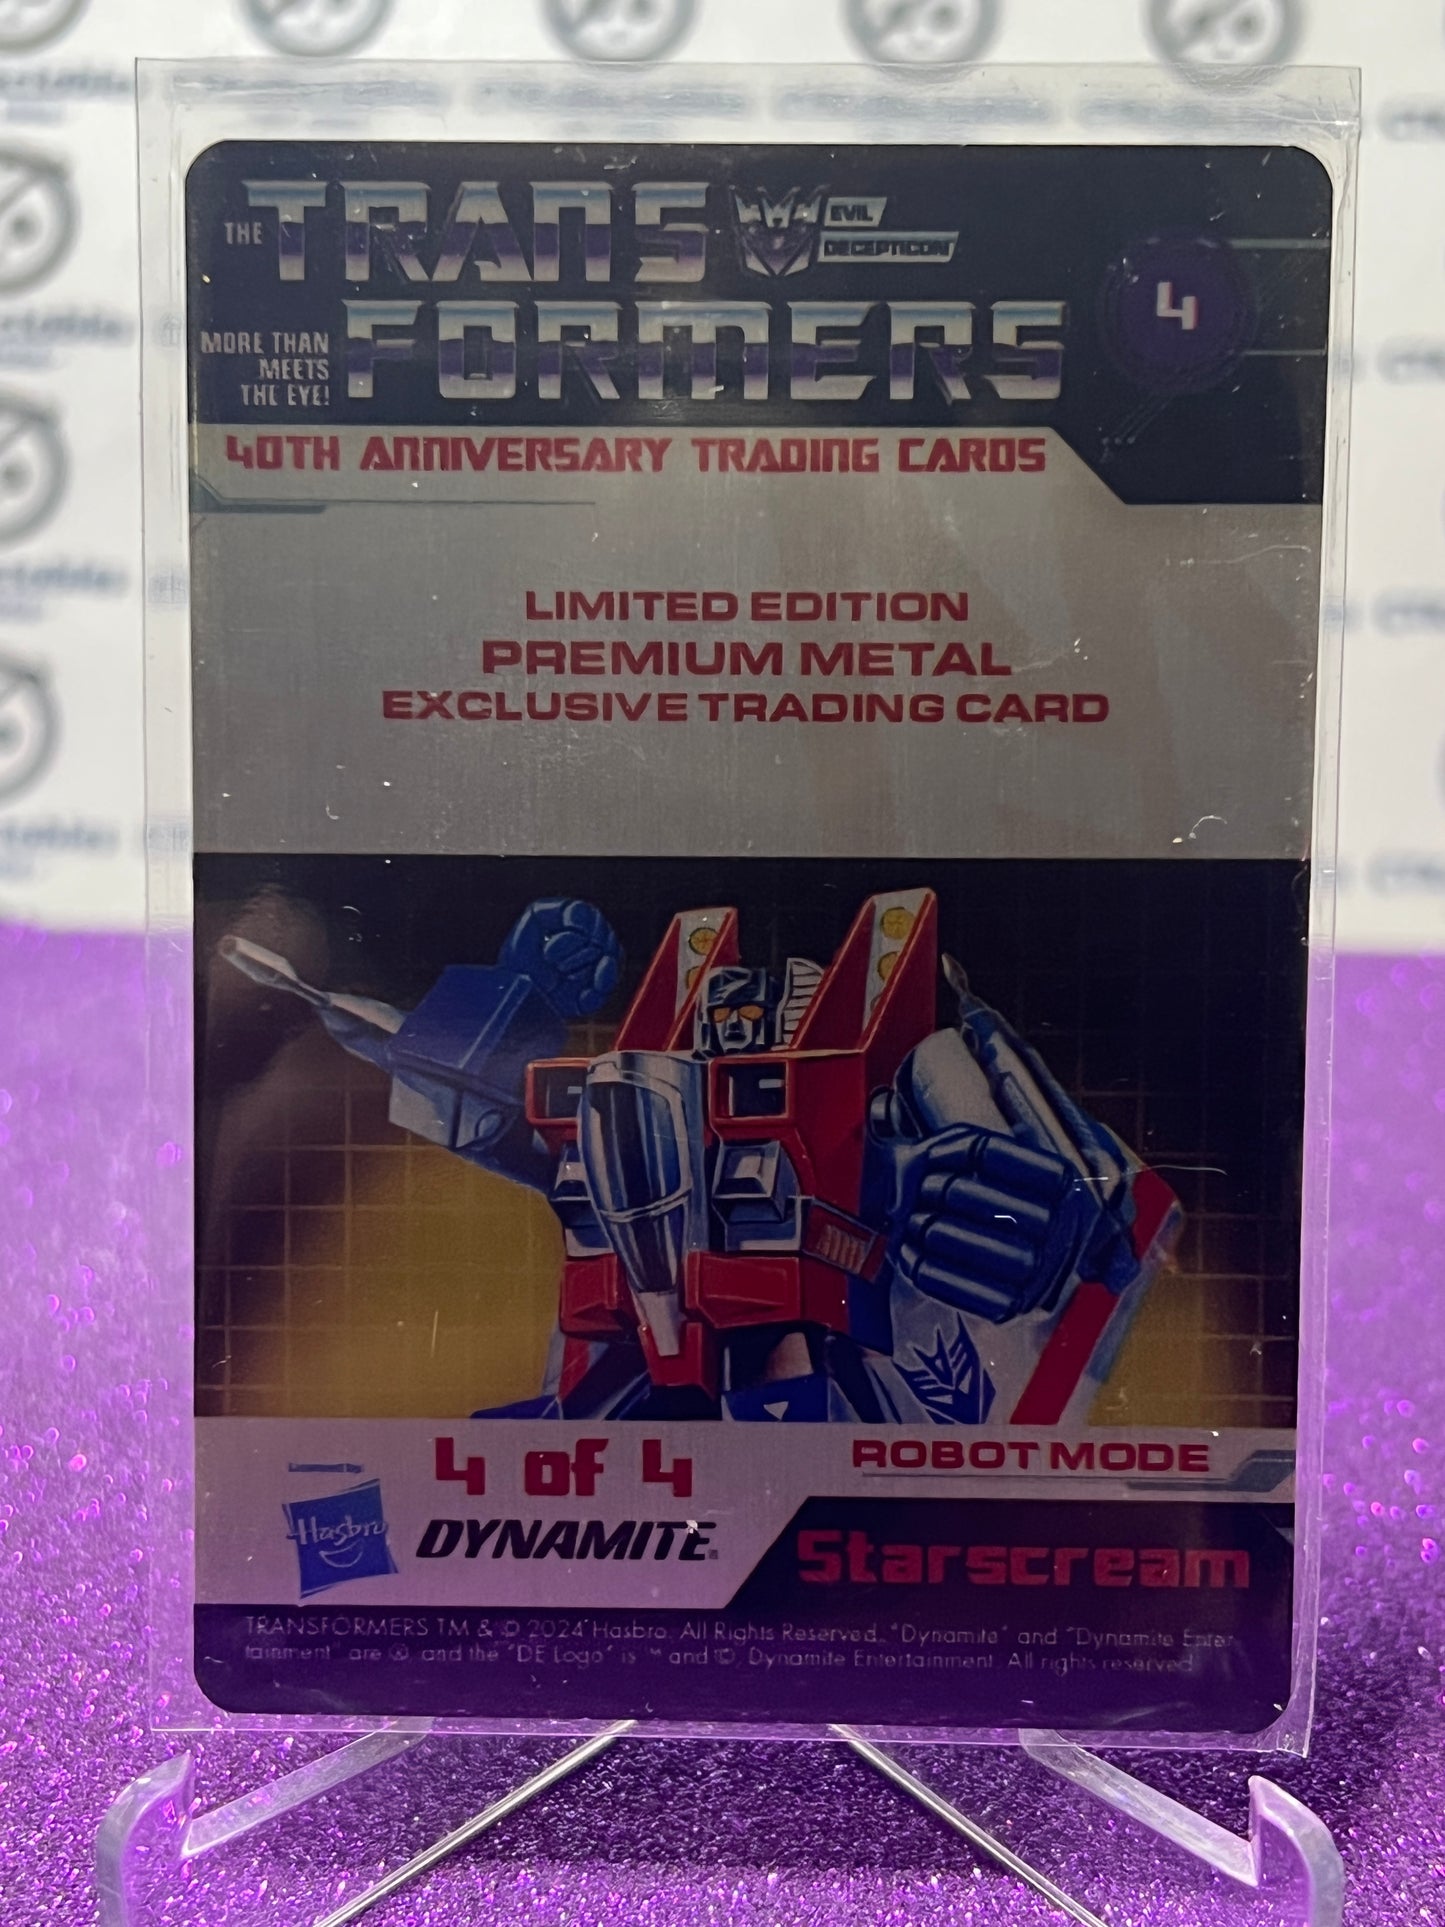 THE TRANS
EVIL
DECEPTICON
4
MORE THAN
MEETS
THE EYE!
FORMERS
40TH ANNIVERSARY TRADING CARDS
LIMITED EDITION
PREMIUM METAL
EXCLUSIVE TRADING CARD
4 of 4
ROBOT MODE
Licensed by:
Hasbro
DYNAMITE
Starscream
TRANSFORMERS TM & © 2024 Hasbro. All Rights Reserved. "Dynamite" and "Dynamite Enter
tainment" are ®, and the "DE Logo" is ™ and ©, Dynamite Entertainment. All rights reserved